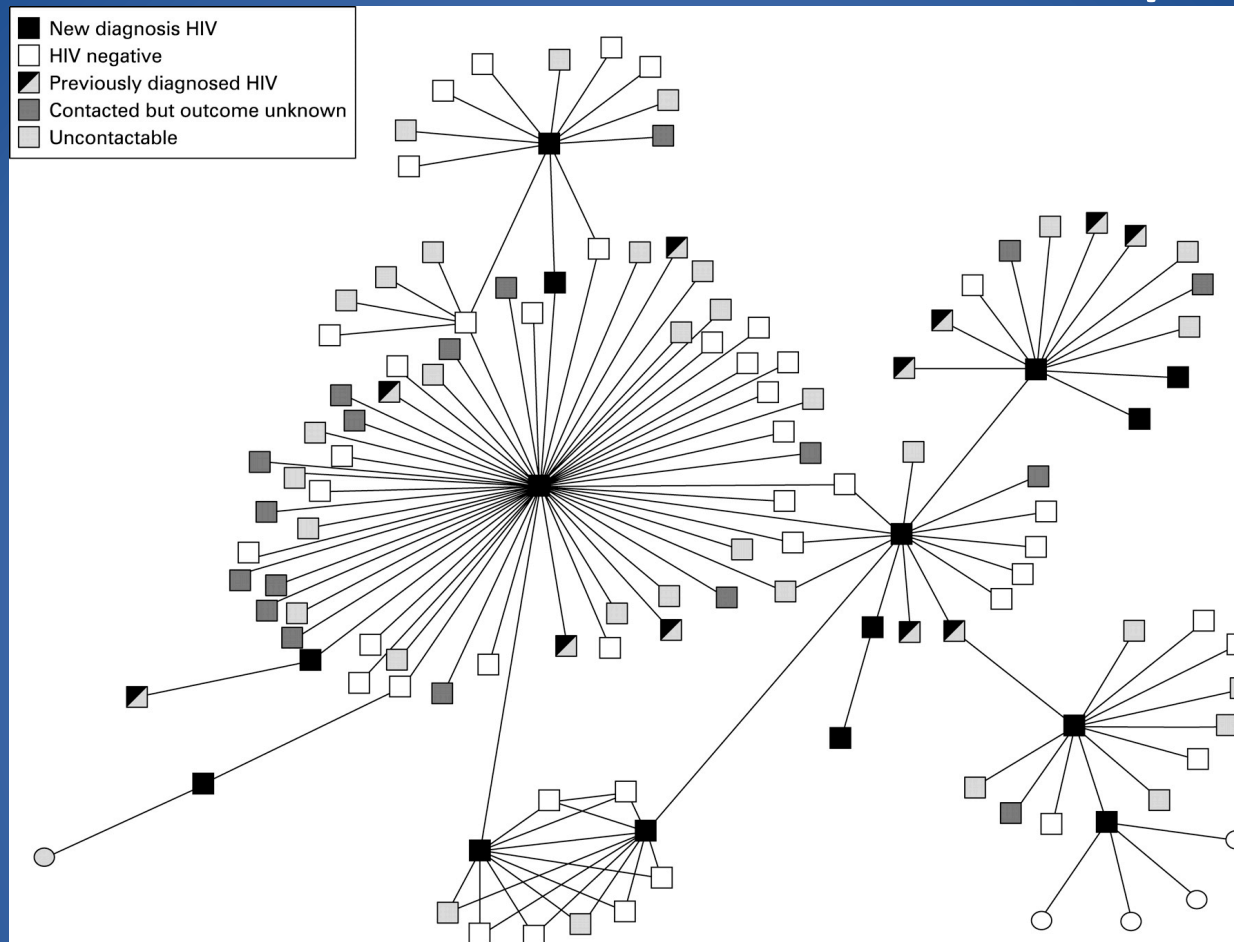 New diagnosis HIV
HIV negative
Previously diagnosed HIV
Contacted but outcome unknown
Uncontactable